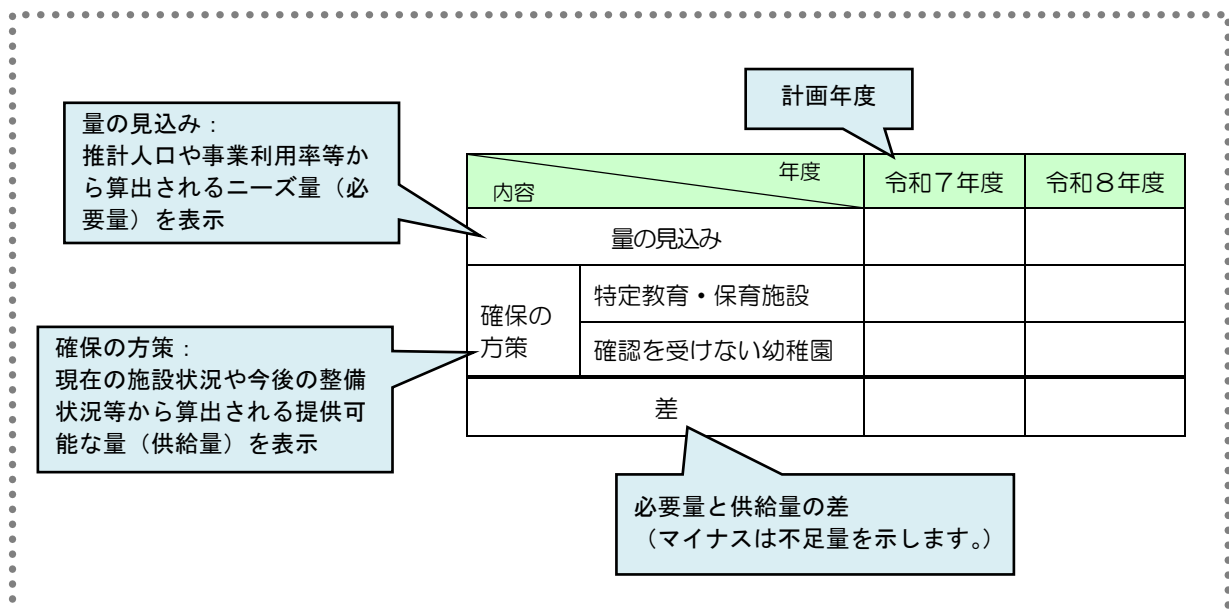 計画年度
量の見込み：
推計人口や事業利用率等か
ら算出されるニーズ量（必
要量）を表示
年度
内容
令和７年度
令和８年度
量の見込み
確保の
方策
特定教育・保育施設
確認を受けない幼稚園
差
確保の方策：
現在の施設状況や今後の整備
状況等から算出される提供可
能な量（供給量）を表示
必要量と供給量の差
（マイナスは不足量を示します。）